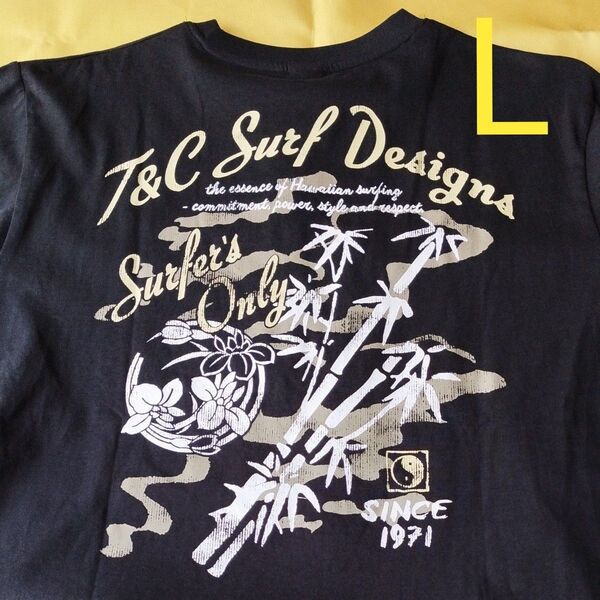 L
T&C Surf Designs
the essence of Hawaiian surfing
- commitment, power, style and respect.
Surfer's
Only
SINCE
1971